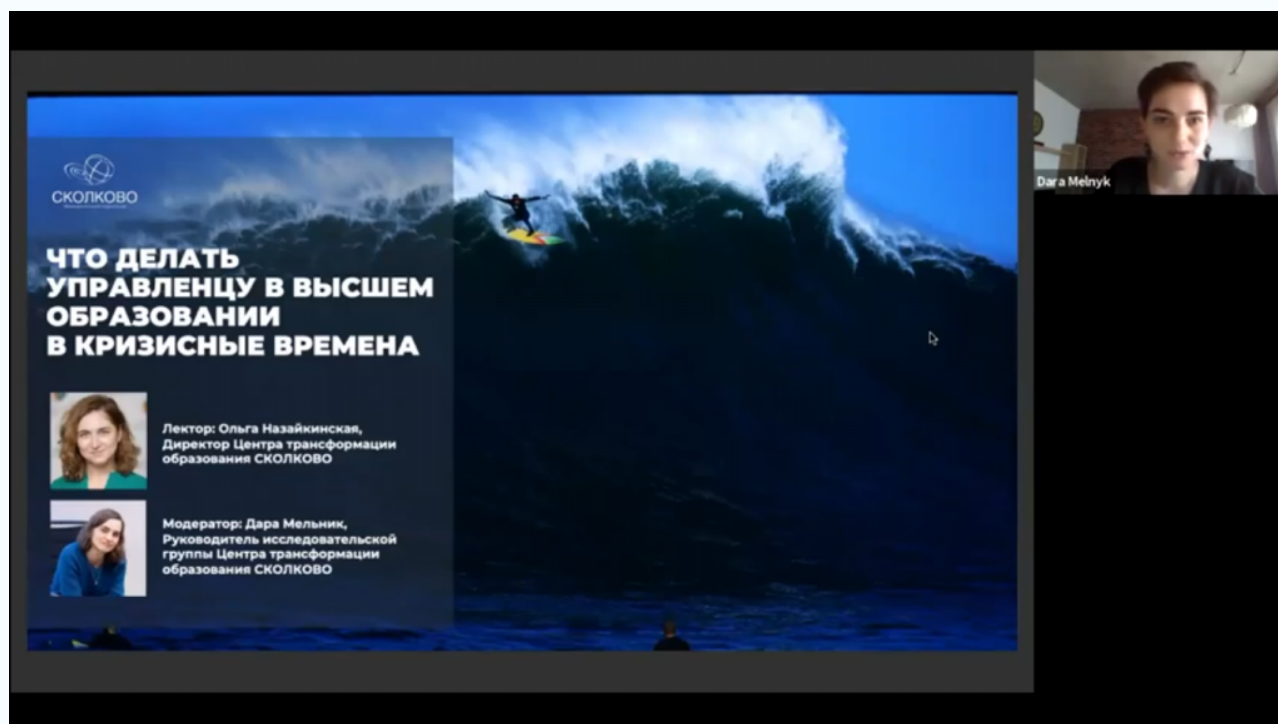 СКОЛКОВО
ЧТО ДЕЛАТЬ
УПРАВЛЕНЦУ В ВЫСШЕМ
ОБРАЗОВАНИИ
В КРИЗИСНЫЕ ВРЕМЕНА
Лектор: Ольга Назайкинская,
Директор Центра трансформации
образования СКОЛКОВО
Модератор: Дара Мельник,
Руководитель исследовательской
группы Центра трансформации
образования СКОЛКОВО
Dara Melnyk